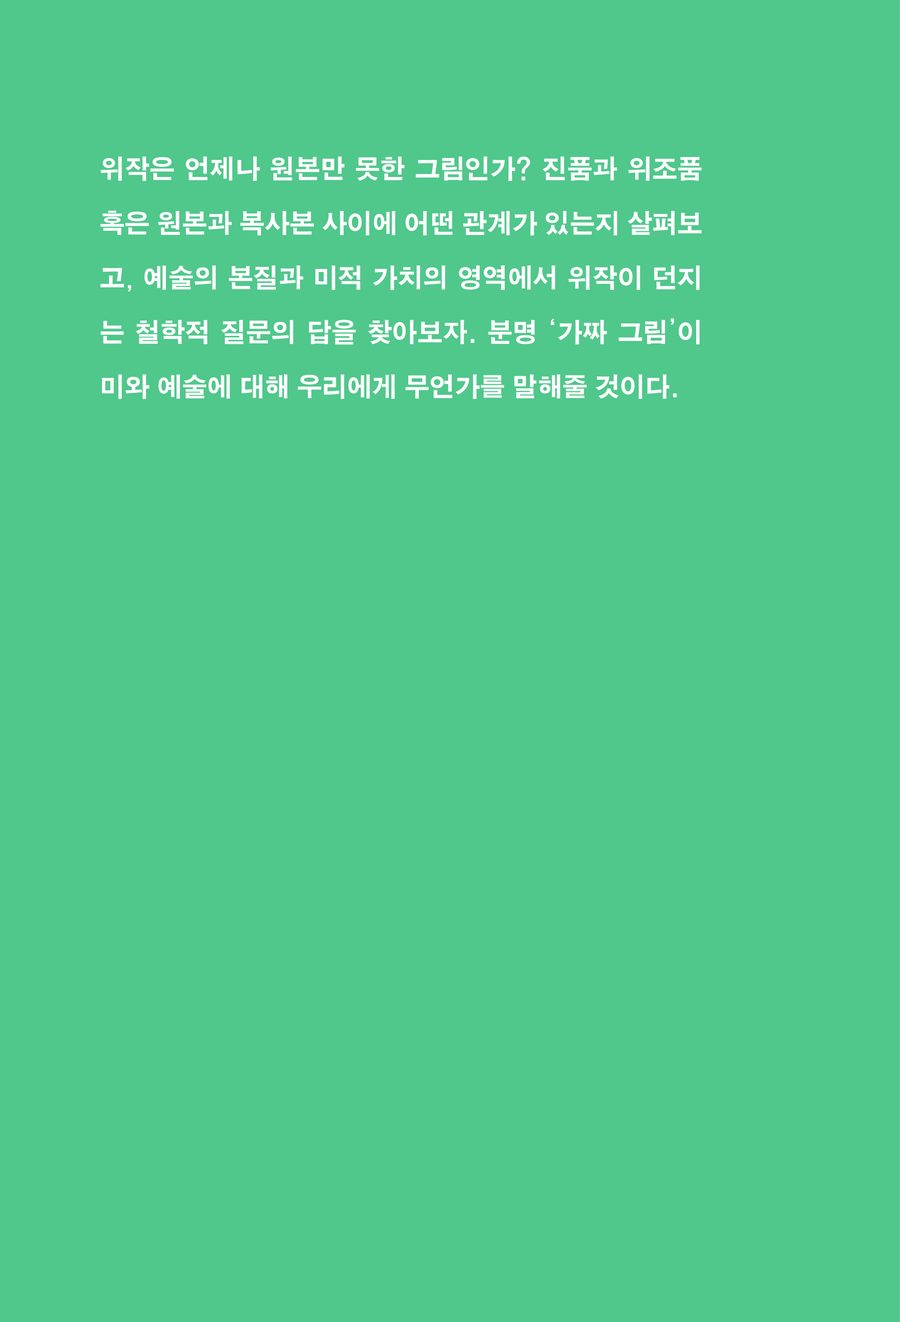 위작은 언제나 원본만 못한 그림인가? 진품과 위조품
혹은 원본과 복사본 사이에 어떤 관계가 있는지 살펴보
고, 예술의 본질과 미적 가치의 영역에서 위작이 던지
는 철학적 질문의 답을 찾아보자. 분명 ‘가짜 그림’이
미와 예술에 대해 우리에게 무언가를 말해줄 것이다.